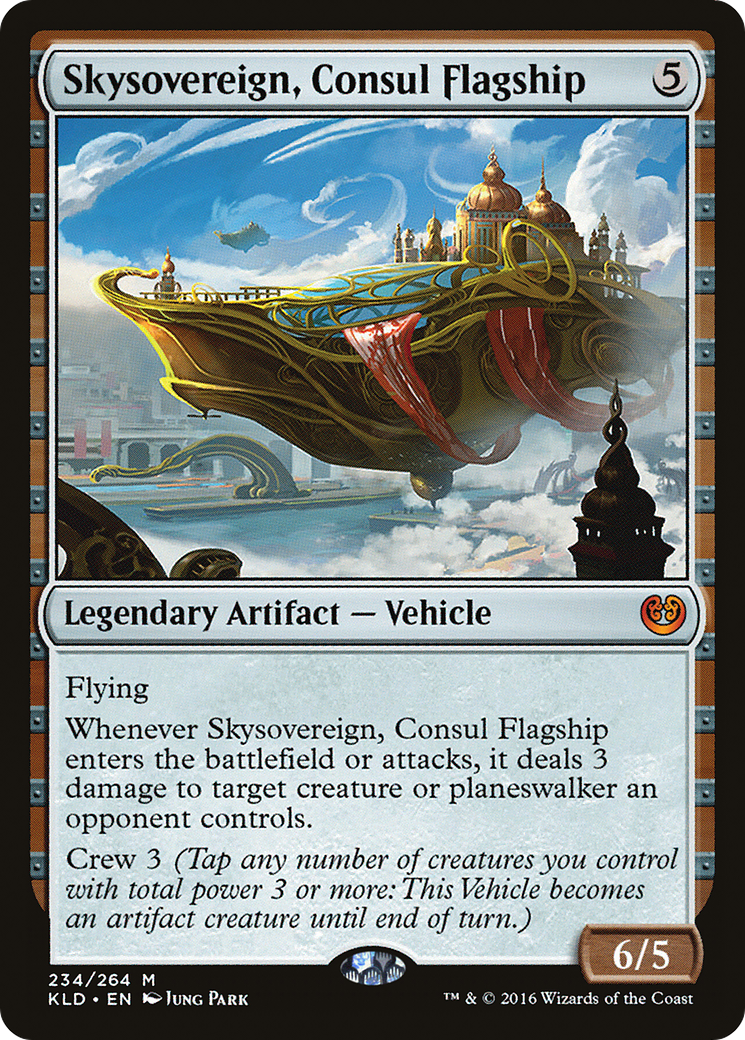 Skysovereign, Consul Flagship 5
Legendary Artifact — Vehicle
Flying
Whenever Skysovereign, Consul Flagship
enters the battlefield or attacks, it deals 3
damage to target creature or planeswalker an
opponent controls.
Crew 3 (Tap any number of creatures you control
with total power 3 or more: This Vehicle becomes
an artifact creature until end of turn.)
6/5
234/264 M
KLD • EN Jung Park
™ & © 2016 Wizards of the Coast